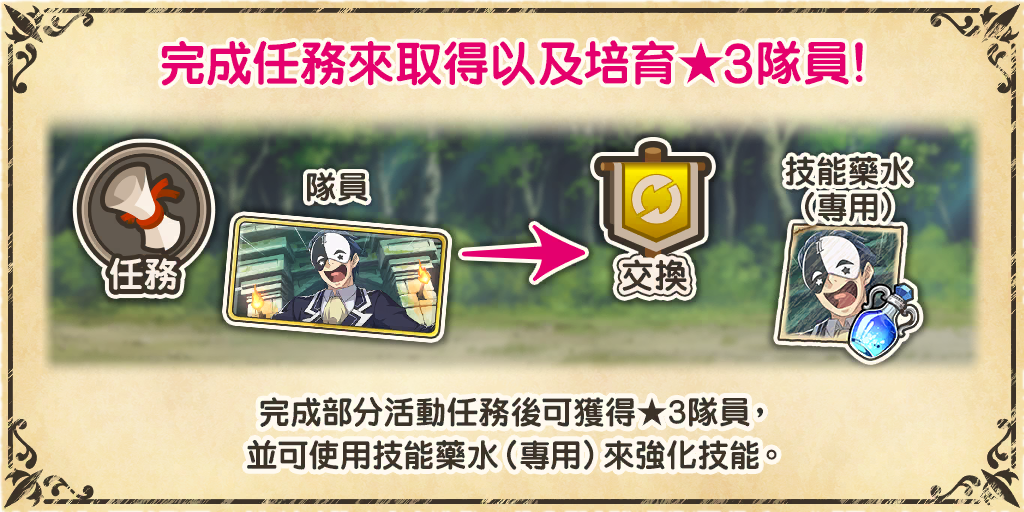 完成任務來取得以及培育★3隊員!
任務
隊員
交換
技能藥水
(專用)
完成部分活動任務後可獲得★3隊員，
並可使用技能藥水(專用)來強化技能。